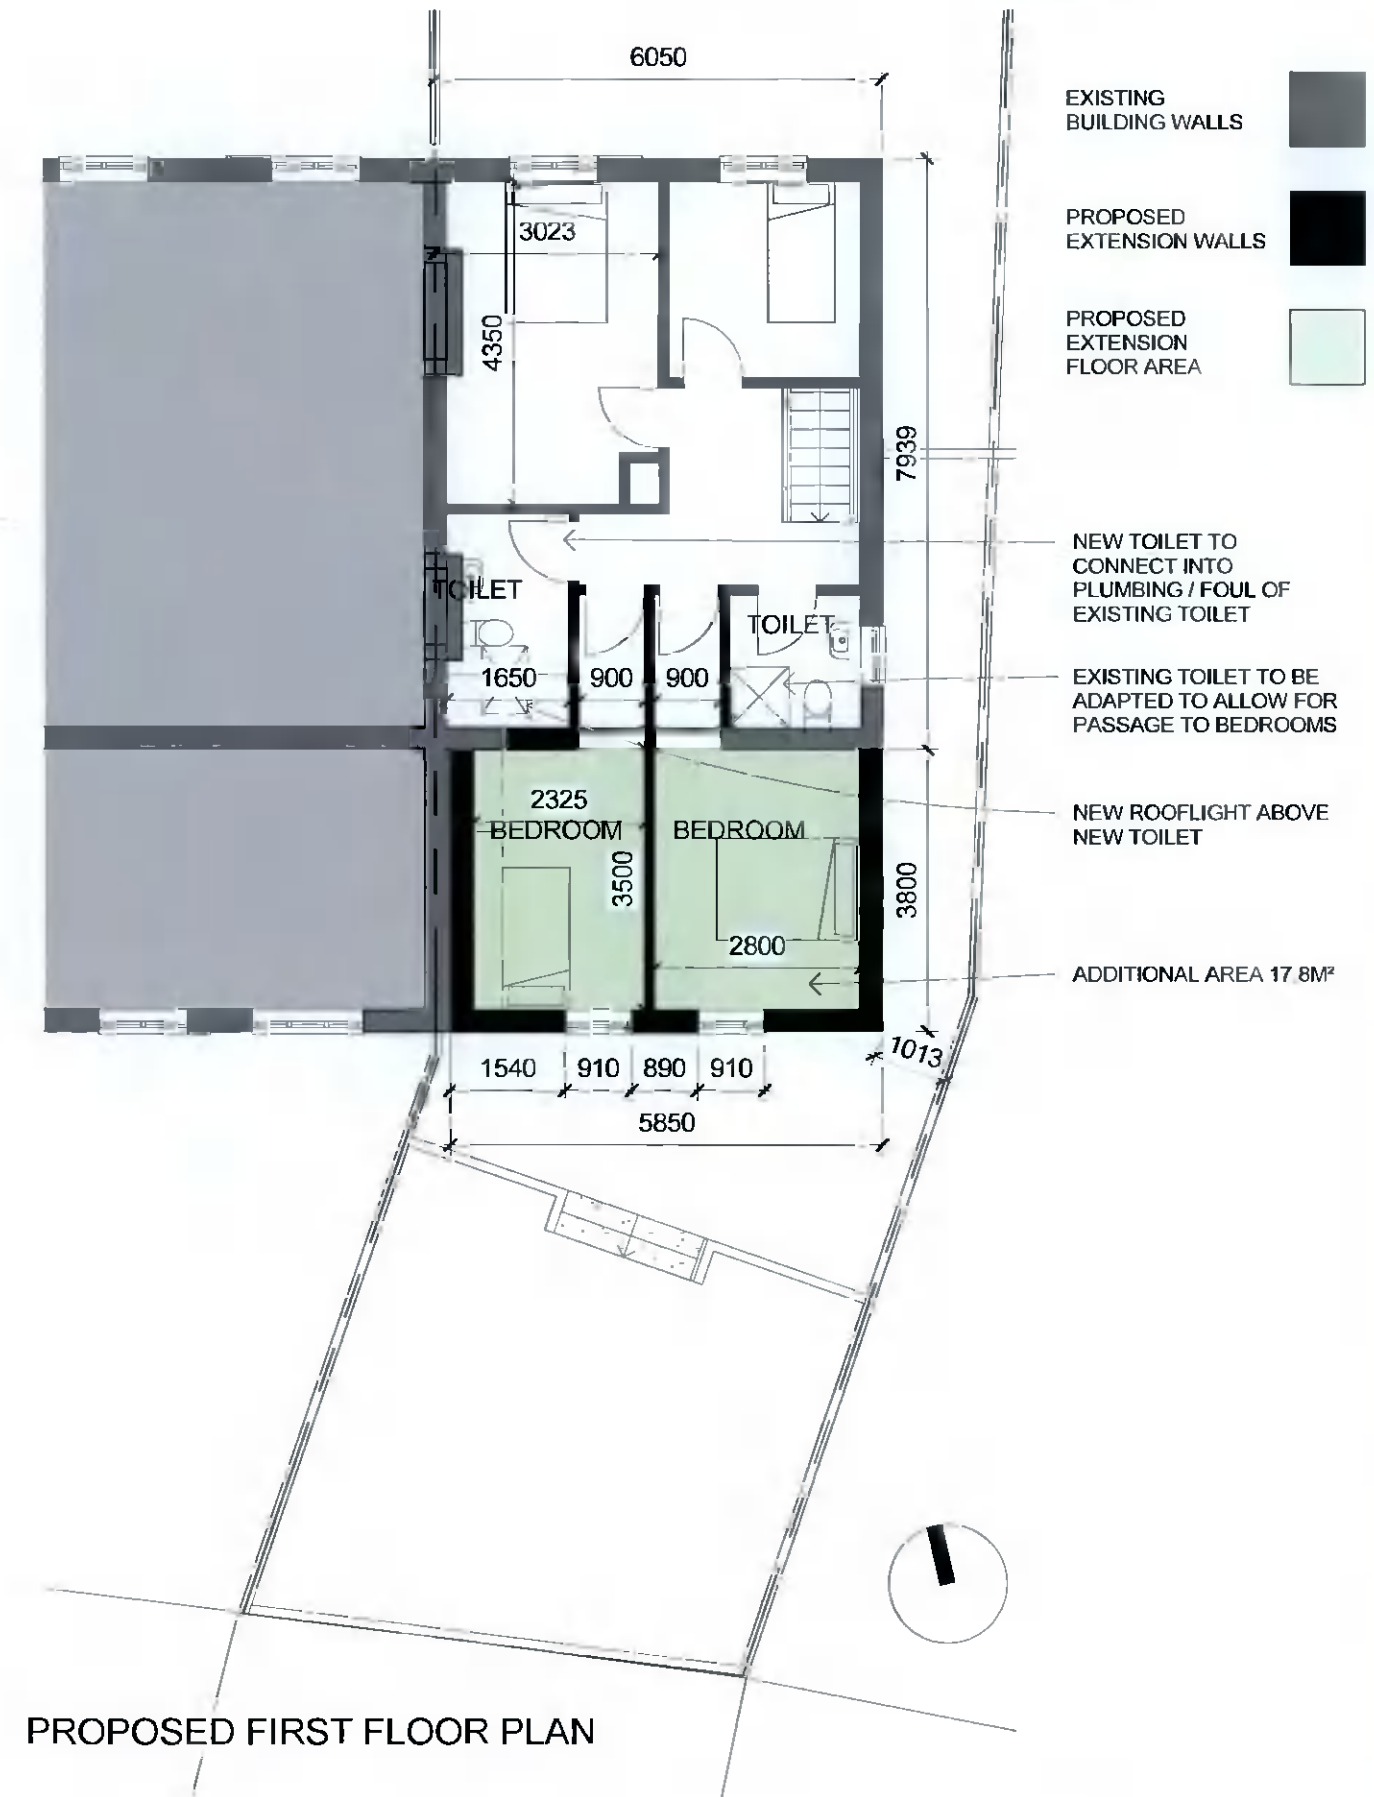 6050
EXISTING
BUILDING WALLS
PROPOSED
EXTENSION WALLS
PROPOSED
EXTENSION
FLOOR AREA
3023
4350
7939
NEW TOILET TO
CONNECT INTO
PLUMBING / FOUL OF
EXISTING TOILET
TOILET
TOILET
1650
900
900
EXISTING TOILET TO BE
ADAPTED TO ALLOW FOR
PASSAGE TO BEDROOMS
2325
BEDROOM
BEDROOM
NEW ROOFLIGHT ABOVE
NEW TOILET
3500
3800
2800
ADDITIONAL AREA 17.8M²
1013
1540
910
890
910
5850
PROPOSED FIRST FLOOR PLAN